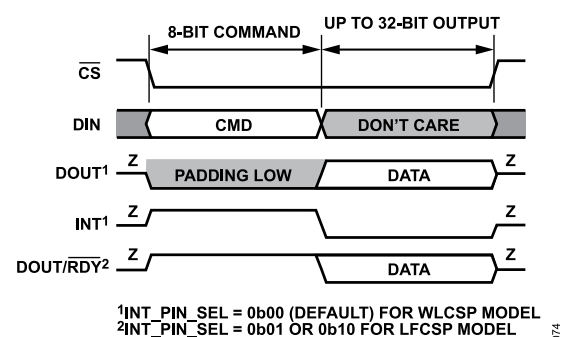 8-BIT COMMAND UP TO 32-BIT OUTPUT
CS
DIN CMD DON'T CARE
Z Z
DOUT1 PADDING LOW DATA
Z Z
INT1
Z Z
DOUT/RDY2 DATA
1INT_PIN_SEL = 0b00 (DEFAULT) FOR WLCSP MODEL
2INT_PIN_SEL = 0b01 OR 0b10 FOR LFCSP MODEL
074